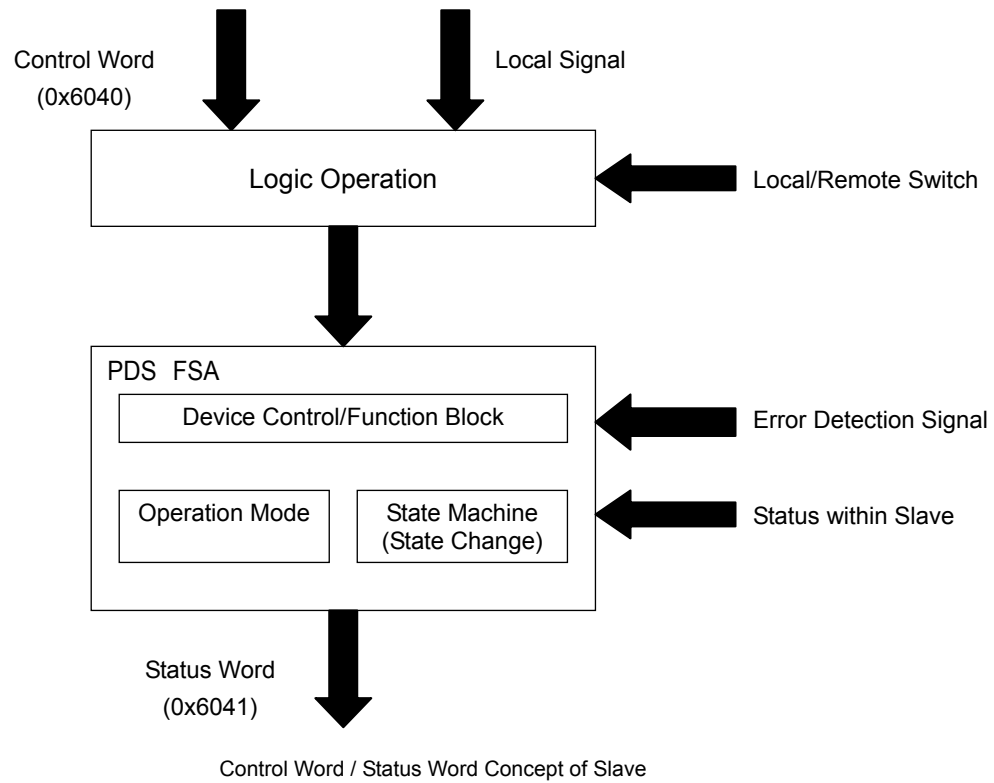 Control Word
(0x6040)
Local Signal
Logic Operation
Local/Remote Switch
PDS FSA
Device Control/Function Block
Error Detection Signal
Operation Mode
State Machine
(State Change)
Status within Slave
Status Word
(0x6041)
Control Word / Status Word Concept of Slave